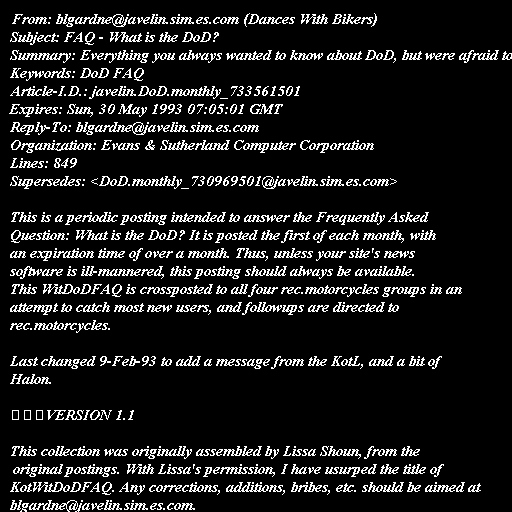 From: blgardne@javelin.sim.es.com (Dances With Bikers)
Subject: FAQ - What is the DoD?
Summary: Everything you always wanted to know about DoD, but were afraid to
Keywords: DoD FAQ
Article-I.D.: javelin.DoD.monthly_733561501
Expires: Sun, 30 May 1993 07:05:01 GMT
Reply-To: blgardne@javelin.sim.es.com
Organization: Evans & Sutherland Computer Corporation
Lines: 849
Supersedes: <DoD.monthly_730969501@javelin.sim.es.com>
This is a periodic posting intended to answer the Frequently Asked
Question: What is the DoD? It is posted the first of each month, with
an expiration time of over a month. Thus, unless your site's news
software is ill-mannered, this posting should always be available.
This WitDoDFAQ is crossposted to all four rec.motorcycles groups in an
attempt to catch most new users, and followups are directed to
rec.motorcycles.
Last changed 9-Feb-93 to add a message from the KotL, and a bit of
Halon.
VERSION 1.1
This collection was originally assembled by Lissa Shoun, from the
original postings. With Lissa's permission, I have usurped the title of
KotWitDoDFAQ. Any corrections, additions, bribes, etc. should be aimed at
blgardne@javelin.sim.es.com.